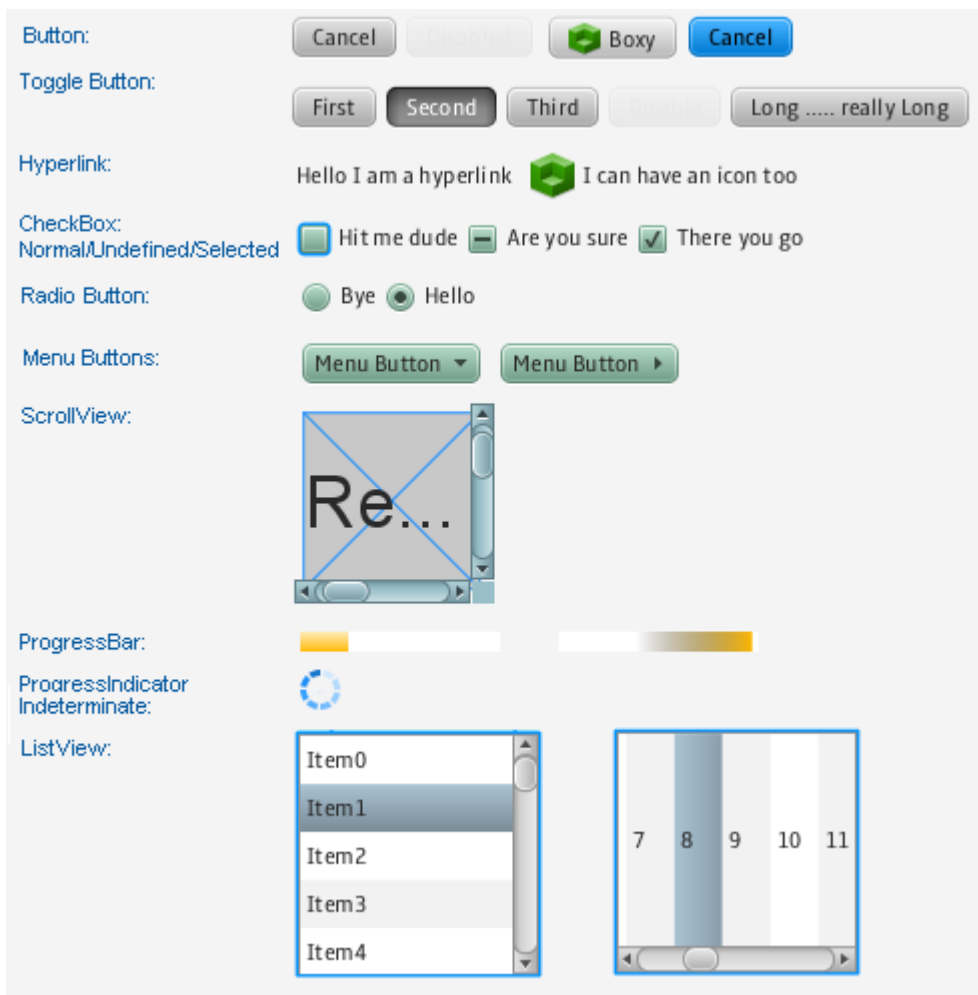 Button:
Cancel Disabled Boxy Cancel
Toggle Button:
First Second Third Disable Long ..... really Long
Hyperlink:
Hello I am a hyperlink I can have an icon too
CheckBox:
Normal/Undefined/Selected
Hit me dude Are you sure There you go
Radio Button:
Bye Hello
Menu Buttons:
Menu Button Menu Button
ScrollView:
Re...
ProgressBar:
ProgressIndicator
Indeterminate:
ListView:
Item0
Item1
Item2
Item3
Item4
7 8 9 10 11